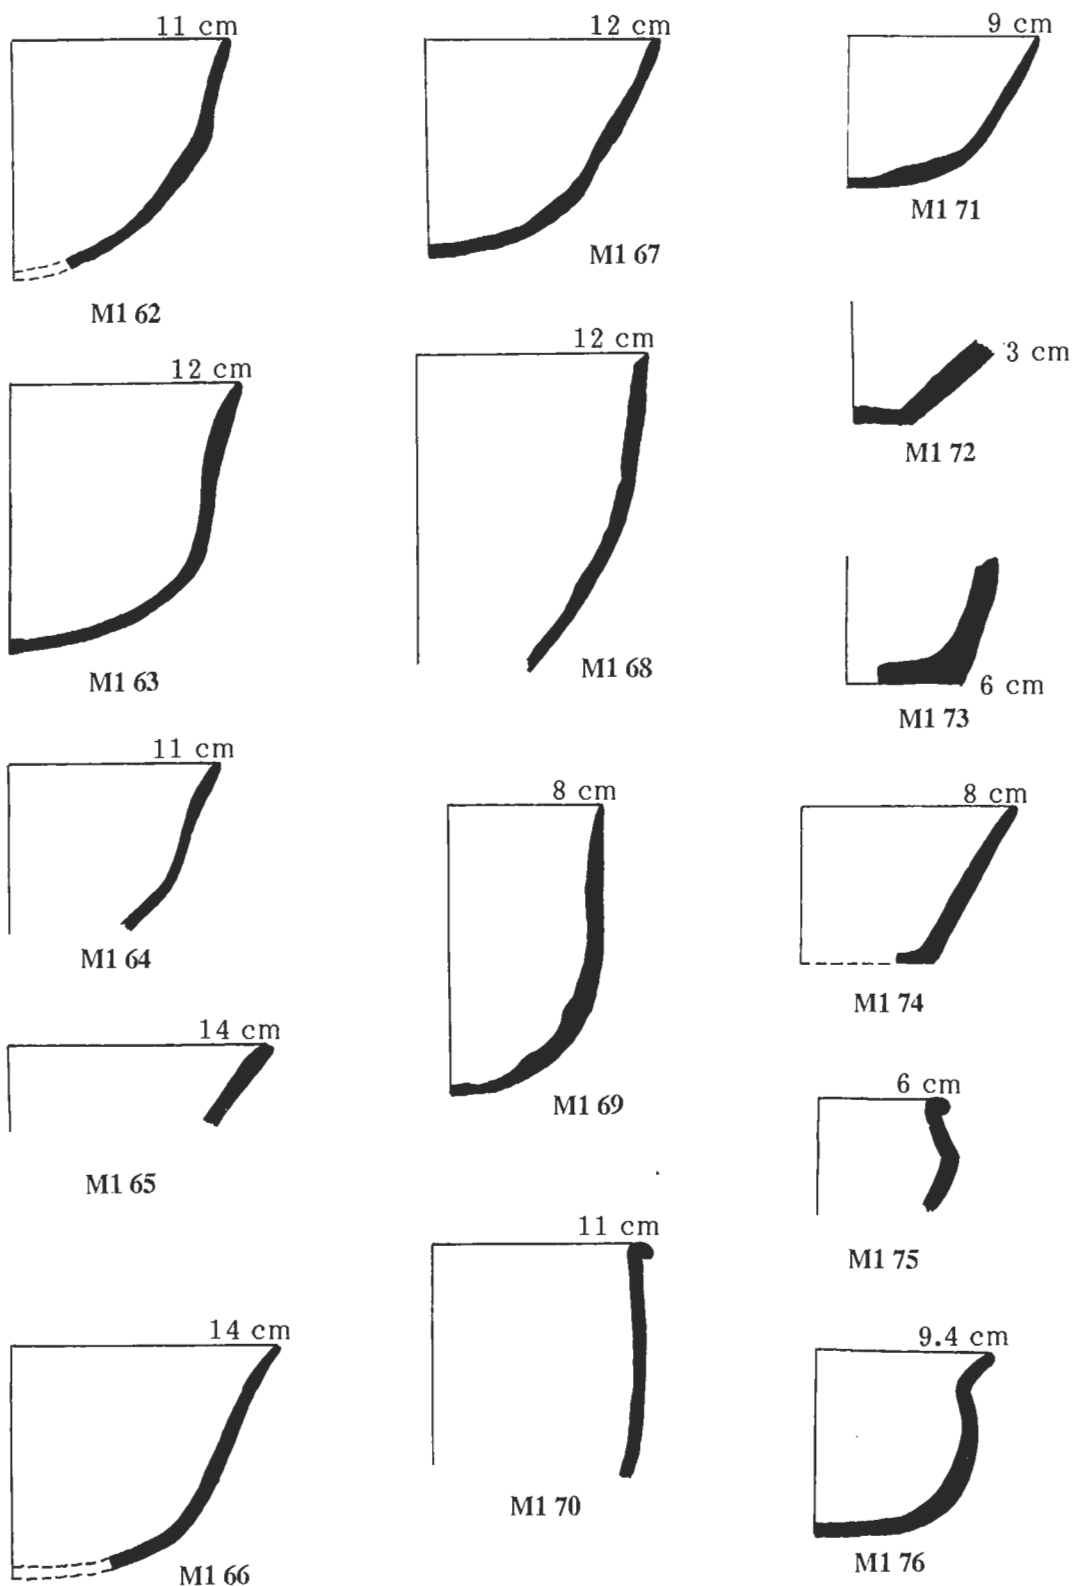 11 cm
M1 62
12 cm
M1 63
11 cm
M1 64
14 cm
M1 65
14 cm
M1 66
12 cm
M1 67
12 cm
M1 68
8 cm
M1 69
11 cm
M1 70
9 cm
M1 71
3 cm
M1 72
6 cm
M1 73
8 cm
M1 74
6 cm
M1 75
9.4 cm
M1 76